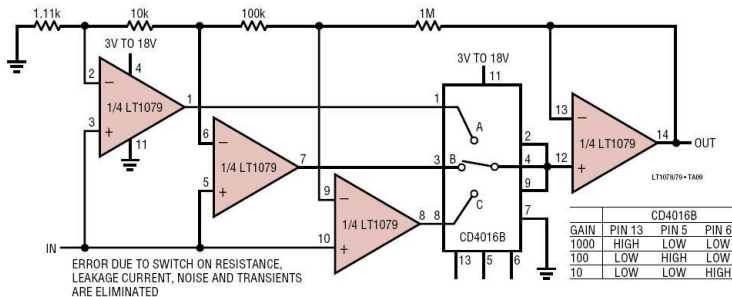 1.11k 10k 100k 1M
3V TO 18V
3V TO 18V
2 4 11
1/4 LT1079 1 1 13
3 A 2 14 OUT
11 6 1/4 LT1079
1/4 LT1079 7 3 B 4 12
LT1078/79 • TA09
5 9 9
C
1/4 LT1079 8 8 7
IN 10 CD4016B
13 5 6
ERROR DUE TO SWITCH ON RESISTANCE,
LEAKAGE CURRENT, NOISE AND TRANSIENTS
ARE ELIMINATED
CD4016B
GAIN PIN 13 PIN 5 PIN 6
1000 HIGH LOW LOW
100 LOW HIGH LOW
10 LOW LOW HIGH